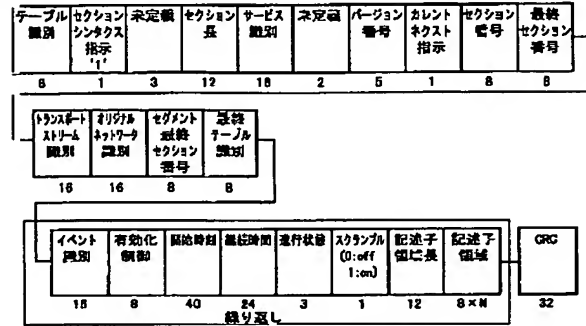 テーブル
識別
セクション
シンタクス
指示
'1'
未定義
セクション
長
サービス
識別
未定義
バージョン
番号
カレント
ネクスト
指示
セクション
番号
最終
セクション
番号
8
1
3
12
16
2
5
1
8
8
トランスポート
ストリーム
識別
オリジナル
ネットワーク
識別
セグメント
最終
セクション
番号
最終
テーブル
識別
16
16
8
8
イベント
識別
有効化
制御
開始時刻
継続時間
進行状態
スクランブル
(0:off
1:on)
記述子
領域長
記述子
領域
CRC
16
8
40
24
3
1
12
8×N
32
繰り返し